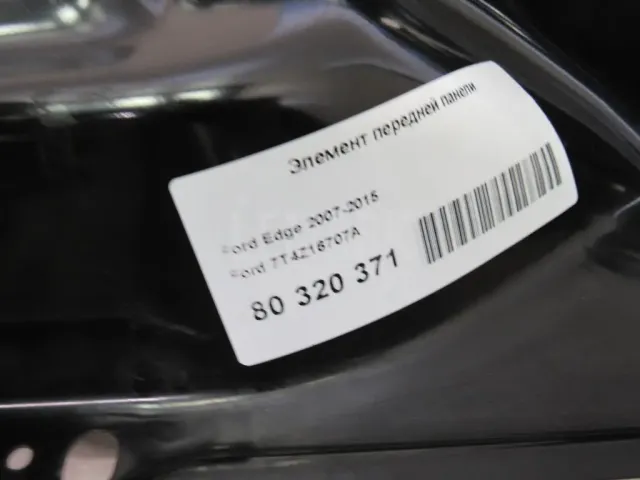 Элемент передней панели
Ford Edge 2007-2015
Ford 7T4Z16707A
80 320 371